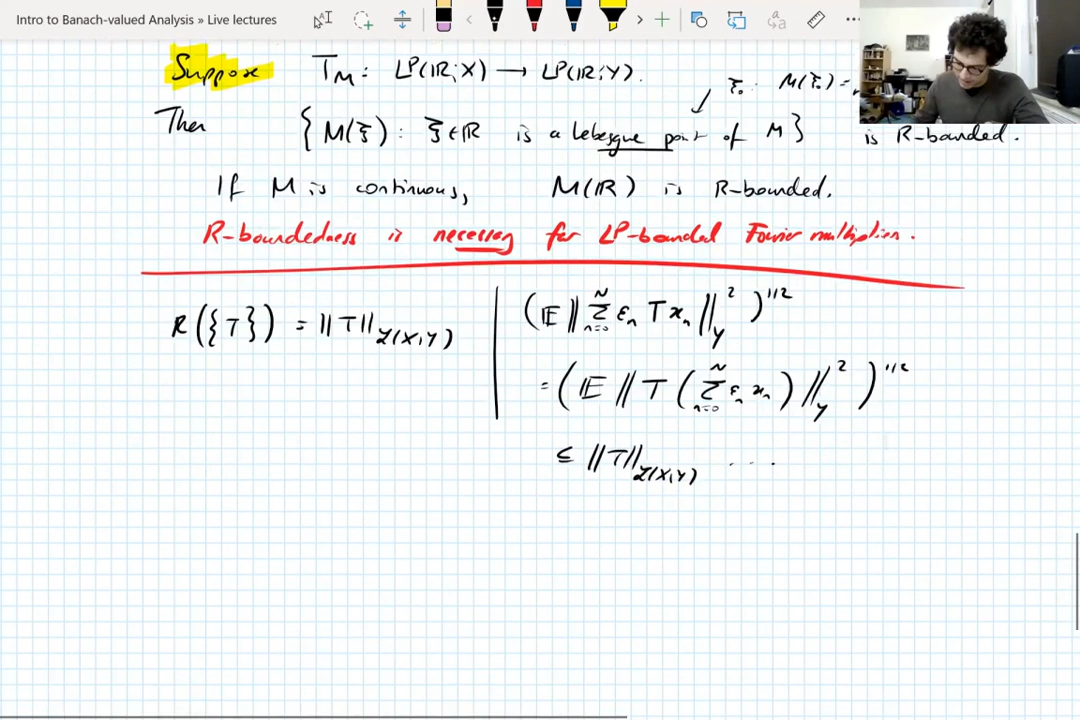 Intro to Banach-valued Analysis » Live lectures
Suppose T_M : L^p(ℝ;X) → L^p(ℝ;Y). ξ₀ : M(ξ₀) =
Then { M(ξ) : ξ∈ℝ is a Lebesgue point of M } is R-bounded.
If M is continuous, M(ℝ) is R-bounded.
R-boundedness is necessary for L^p-bounded Fourier multipliers.
R({T}) = ||T||_{ℒ(X,Y)}
(𝔼 || Σ_{n=0}^{N} ε_n T x_n ||_Y^2 )^{1/2}
= (𝔼 || T ( Σ_{n=0}^{N} ε_n x_n ) ||_Y^2 )^{1/2}
≤ ||T||_{ℒ(X,Y)} ....